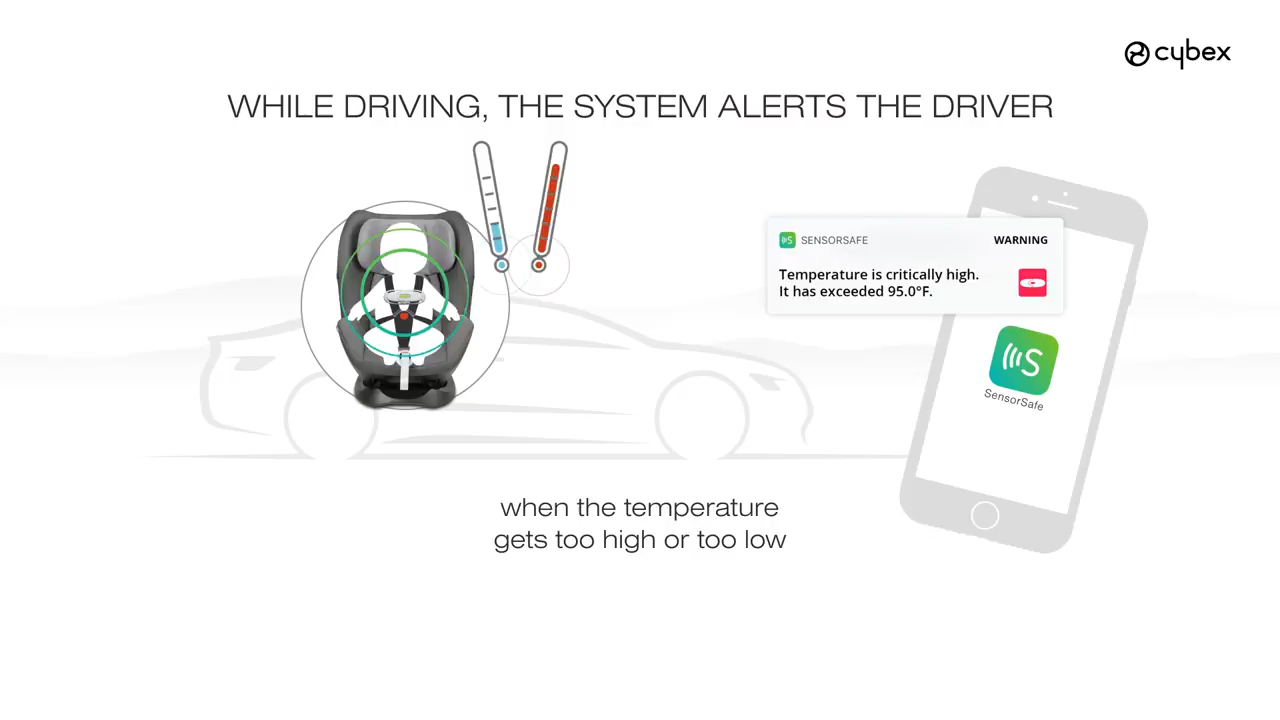 cybex
WHILE DRIVING, THE SYSTEM ALERTS THE DRIVER
SENSORSAFE
WARNING
Temperature is critically high.
It has exceeded 95.0°F.
S
SensorSafe
when the temperature
gets too high or too low